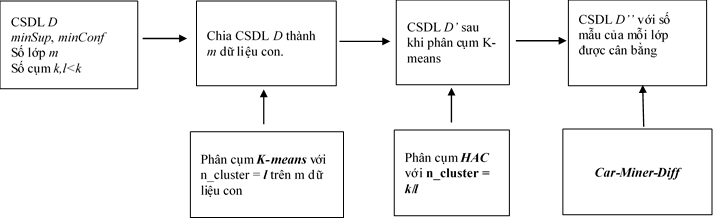 CSDL D
minSup, minConf
Số lớp m
Số cụm k,l<k
Chia CSDL D thành
m dữ liệu con.
CSDL D’ sau
khi phân cụm K-
means
CSDL D’’ với số
mẫu của mỗi lớp
được cân bằng
Phân cụm K-means với
n_cluster = l trên m dữ
liệu con
Phân cụm HAC
với n_cluster =
k/l
Car-Miner-Diff